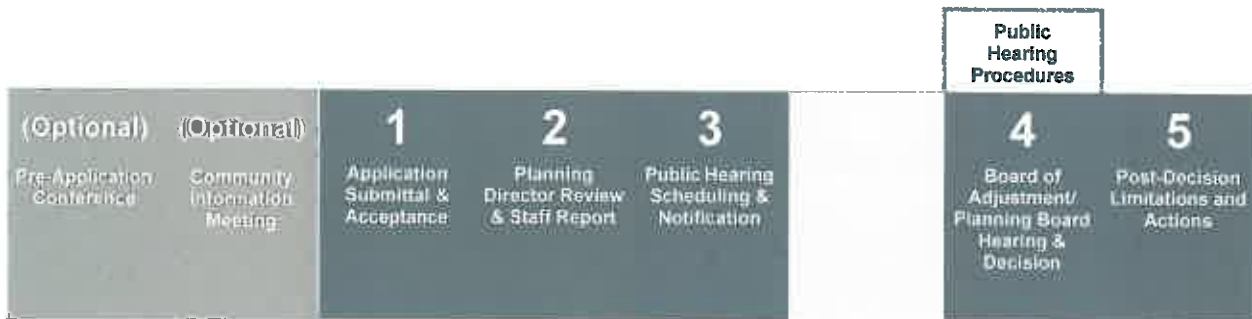 Public
Hearing
Procedures
(Optional)
Pre-Application
Conference
(Optional)
Community
Information
Meeting
1
Application
Submittal &
Acceptance
2
Planning
Director Review
& Staff Report
3
Public Hearing
Scheduling &
Notification
4
Board of
Adjustment/
Planning Board
Hearing &
Decision
5
Post-Decision
Limitations and
Actions